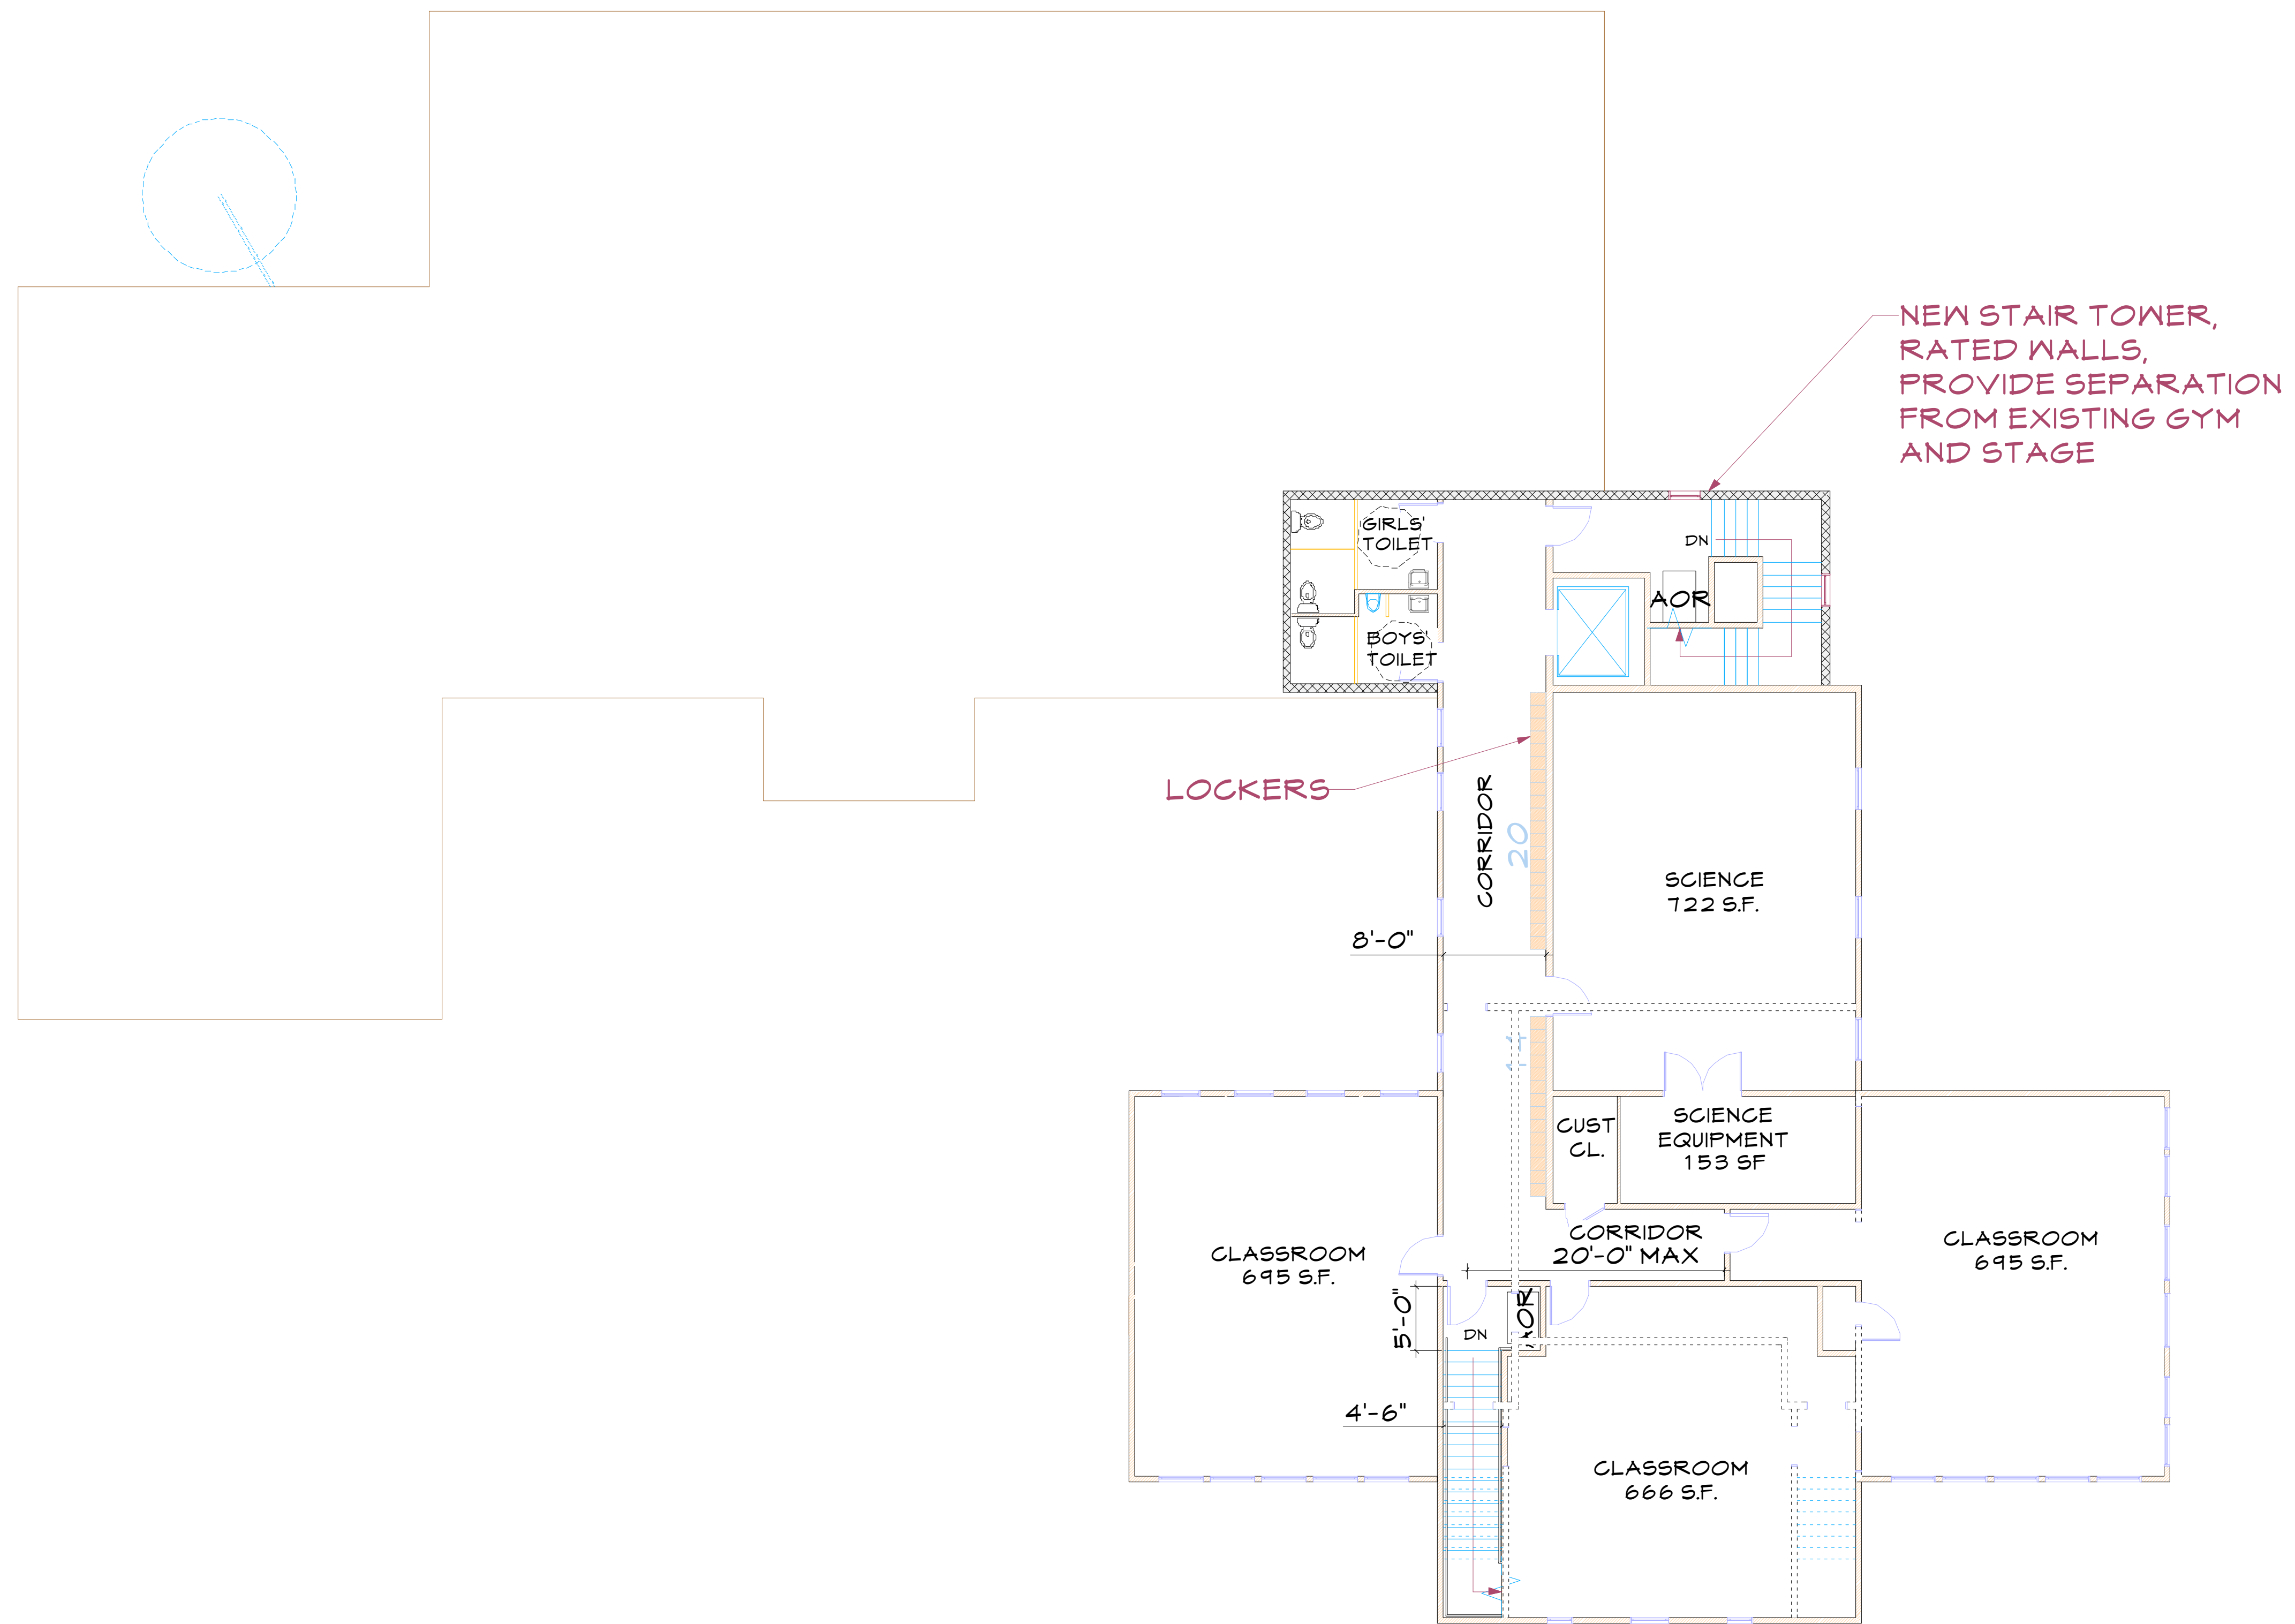 NEW STAIR TOWER,
RATED WALLS,
PROVIDE SEPARATION
FROM EXISTING GYM
AND STAGE
GIRLS'
TOILET
DN
AOR
BOYS'
TOILET
LOCKERS
CORRIDOR
20
SCIENCE
722 S.F.
8'-0"
14
CUST
CL.
SCIENCE
EQUIPMENT
153 SF
CORRIDOR
20'-0" MAX
CLASSROOM
695 S.F.
CLASSROOM
695 S.F.
5'-0"
DN
AOR
4'-6"
CLASSROOM
666 S.F.